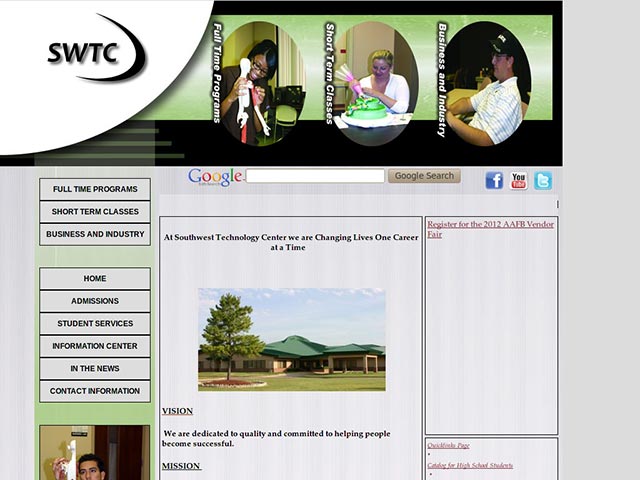 SWTC
Full Time Programs
Short Term Classes
Business and Industry
Google
Google Search
You
Tube
FULL TIME PROGRAMS
SHORT TERM CLASSES
BUSINESS AND INDUSTRY
HOME
ADMISSIONS
STUDENT SERVICES
INFORMATION CENTER
IN THE NEWS
CONTACT INFORMATION
At Southwest Technology Center we are Changing Lives One Career
at a Time
VISION
We are dedicated to quality and committed to helping people
become successful.
MISSION
Register for the 2012 AAFB Vendor
Fair
Quicklinks Page
Catalog for High School Students